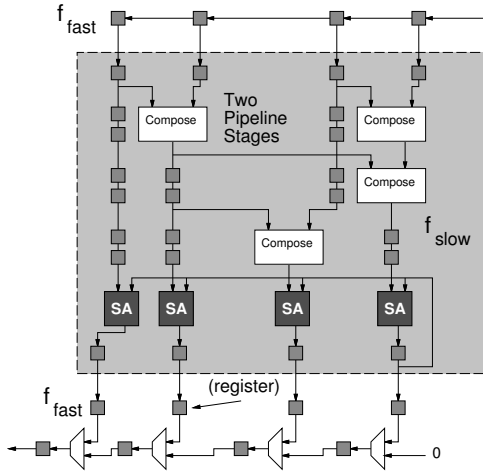 f fast
Two
Pipeline
Stages
Compose
Compose
Compose
Compose
f slow
SA
SA
SA
SA
(register)
f fast
0